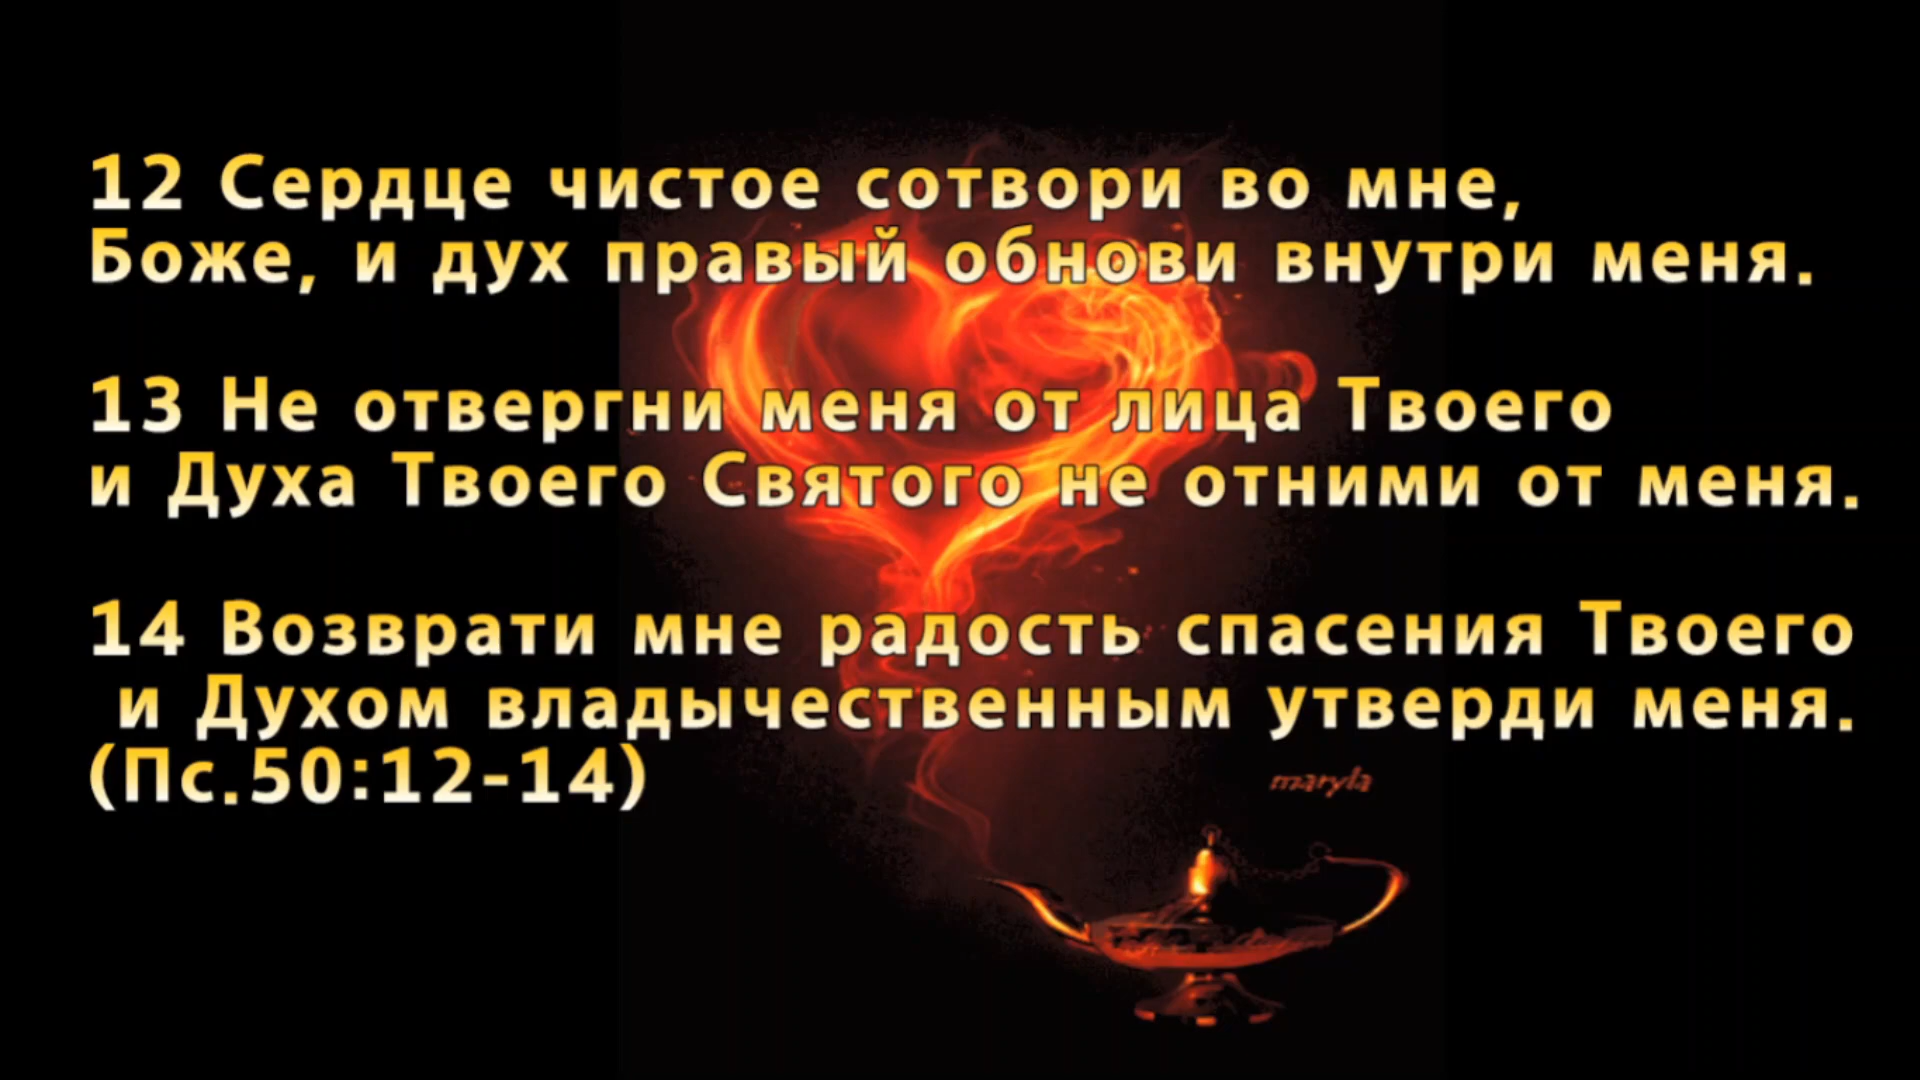 12 Сердце чистое сотвори во мне,
Боже, и дух правый обнови внутри меня.
13 Не отвергни меня от лица Твоего
и Духа Твоего Святого не отними от меня.
14 Возврати мне радость спасения Твоего
и Духом владычественным утверди меня.
(Пс.50:12-14)
maryla